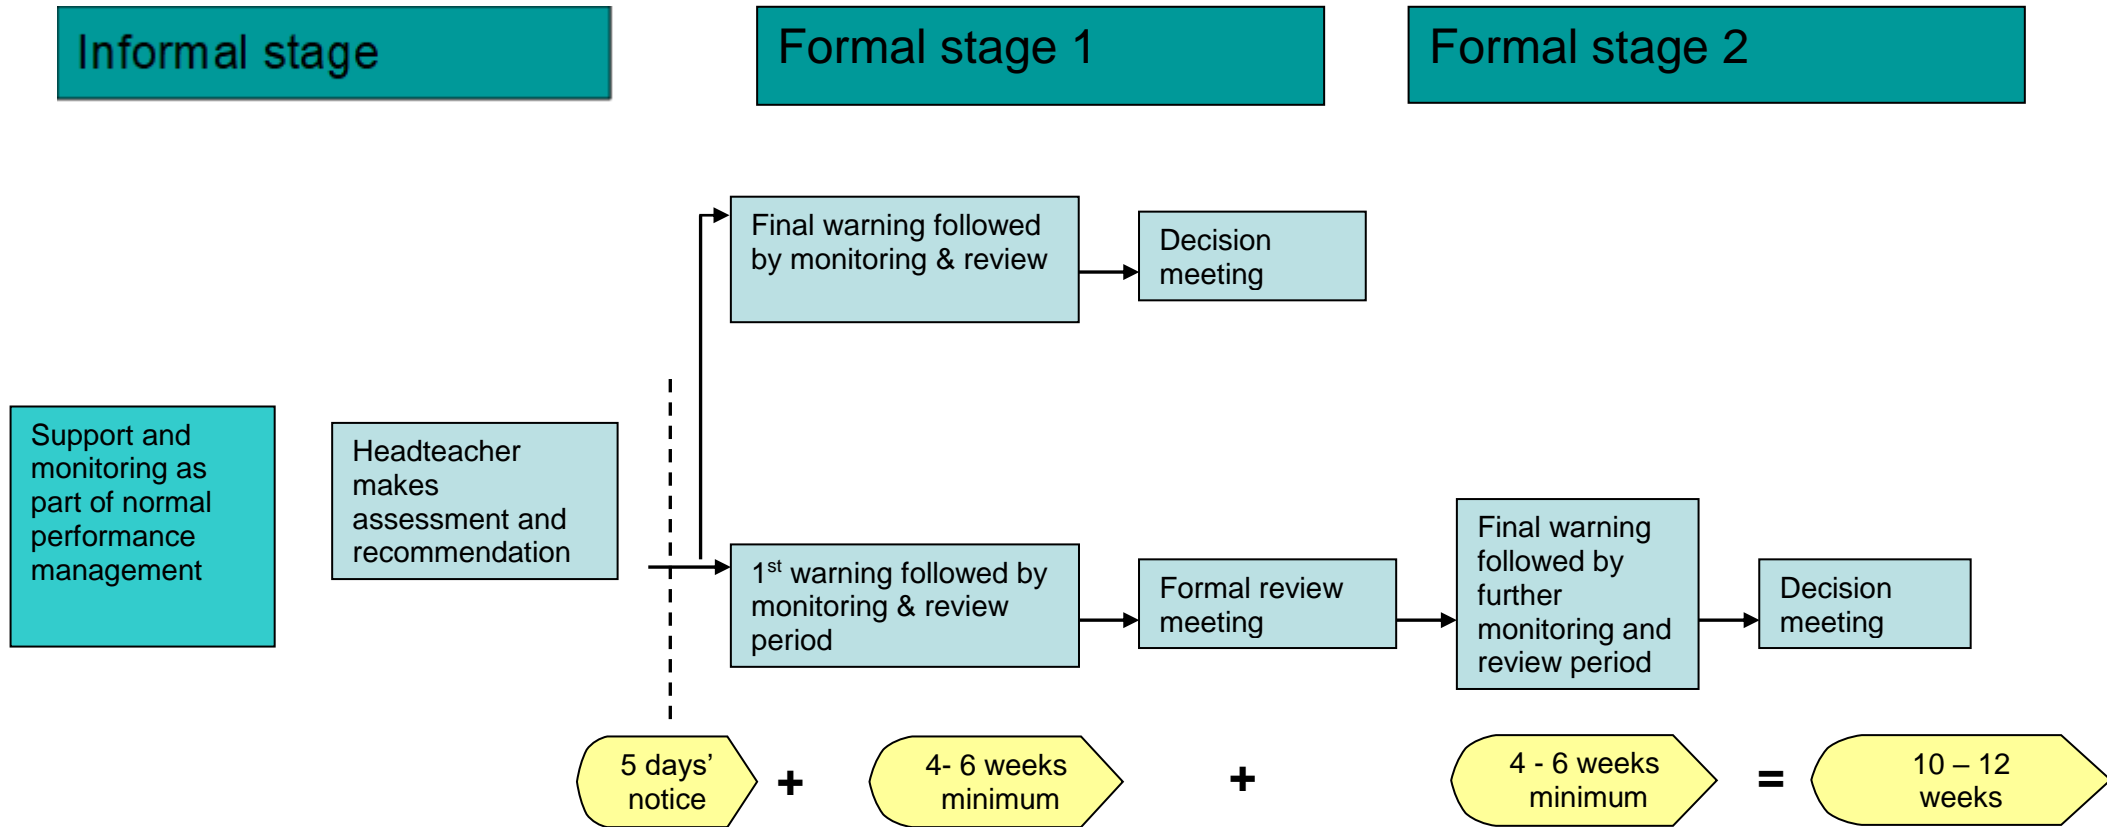 Informal stage
Formal stage 1
Formal stage 2
Final warning followed
by monitoring & review
Decision
meeting
Support and
monitoring as
part of normal
performance
management
Headteacher
makes
assessment and
recommendation
1st warning followed by
monitoring & review
period
Formal review
meeting
Final warning
followed by
further
monitoring and
review period
Decision
meeting
5 days’
notice
+
4- 6 weeks
minimum
+
4 - 6 weeks
minimum
=
10 – 12
weeks